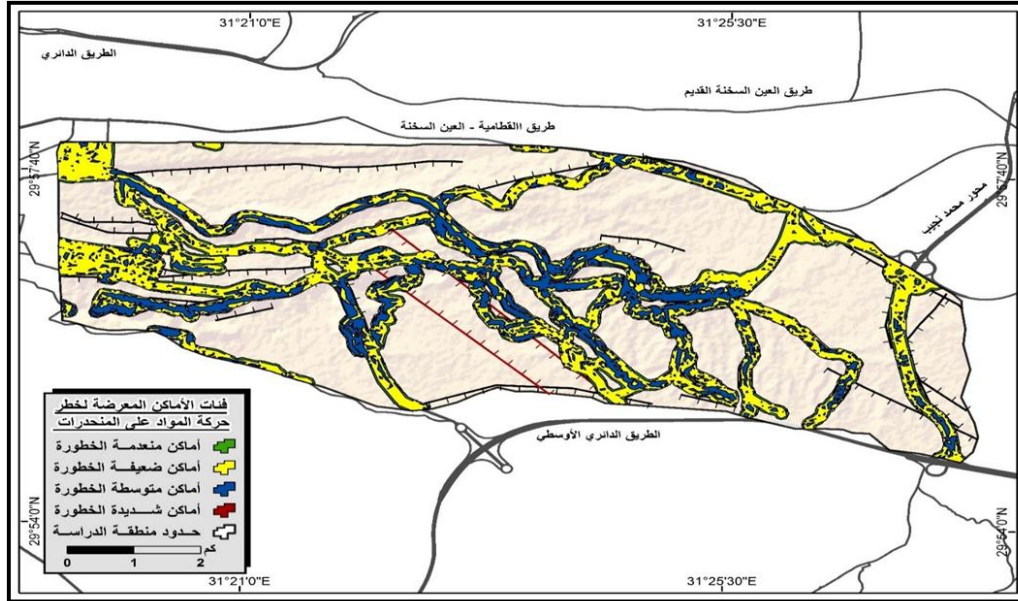 31°21'0"E
31°25'30"E
الطريق الدائري
طريق العين السخنة القديم
طريق االقطامية - العين السخنة
29°57'40"N
29°57'40"N
محور محمد نجيب
فئات الأماكن المعرضة لخطر
حركة المواد على المنحدرات
أماكن منعدمة الخطورة
أماكن ضعيفة الخطورة
أماكن متوسطة الخطورة
أماكن شديدة الخطورة
حدود منطقة الدراسة
كم
0 1 2
الطريق الدائري الأوسطي
29°54'0"N
29°54'0"N
31°21'0"E
31°25'30"E